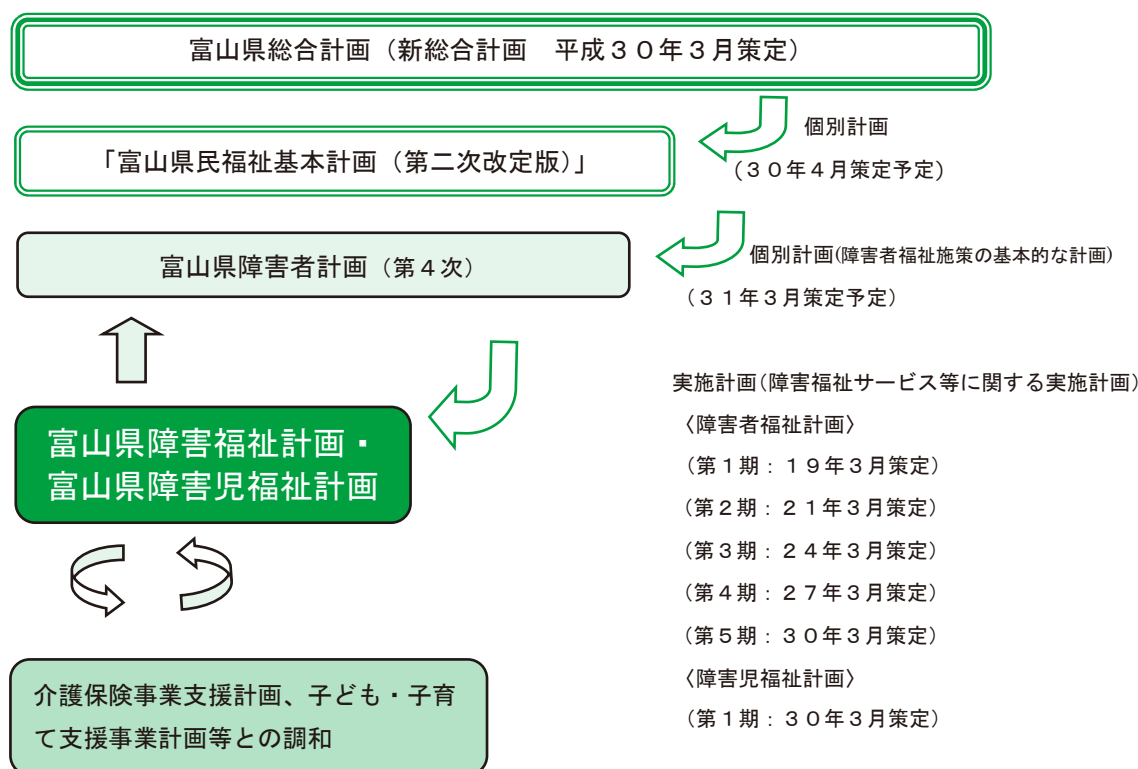 富山県総合計画（新総合計画　平成３０年３月策定）
個別計画
「富山県民福祉基本計画（第二次改定版）」
（３０年４月策定予定）
個別計画(障害者福祉施策の基本的な計画)
富山県障害者計画（第４次）
（３１年３月策定予定）
実施計画(障害福祉サービス等に関する実施計画)
〈障害者福祉計画〉
（第１期：１９年３月策定）
（第２期：２１年３月策定）
（第３期：２４年３月策定）
（第４期：２７年３月策定）
（第５期：３０年３月策定）
〈障害児福祉計画〉
（第１期：３０年３月策定）
富山県障害福祉計画・
富山県障害児福祉計画
介護保険事業支援計画、子ども・子育
て支援事業計画等との調和